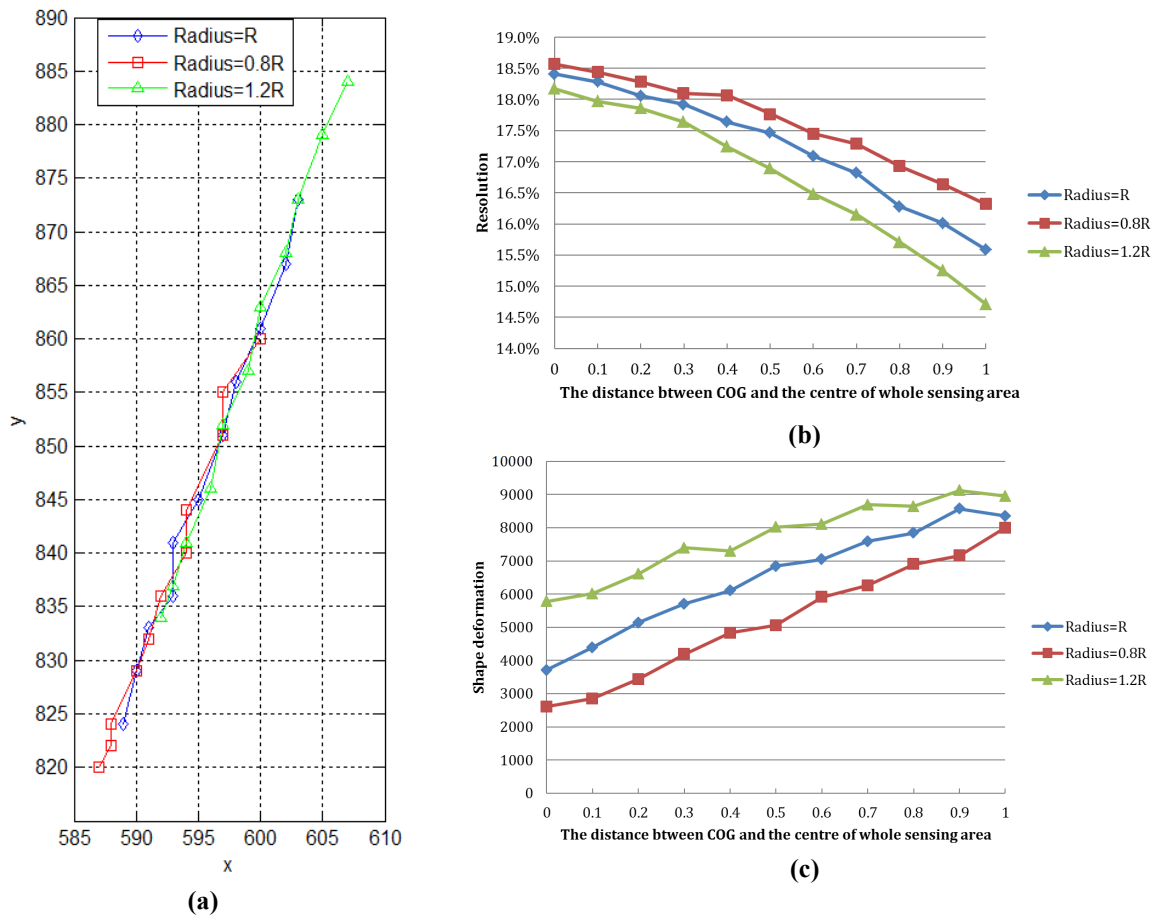 890
885
880
875
870
865
860
855
850
845
840
835
830
825
820
y
Radius=R
Radius=0.8R
Radius=1.2R
585 590 595 600 605 610
x
(a)
19.0%
18.5%
18.0%
17.5%
17.0%
16.5%
16.0%
15.5%
15.0%
14.5%
14.0%
Resolution
0 0.1 0.2 0.3 0.4 0.5 0.6 0.7 0.8 0.9 1
The distance btween COG and the centre of whole sensing area
Radius=R
Radius=0.8R
Radius=1.2R
(b)
10000
9000
8000
7000
6000
5000
4000
3000
2000
1000
0
Shape deformation
0 0.1 0.2 0.3 0.4 0.5 0.6 0.7 0.8 0.9 1
The distance btween COG and the centre of whole sensing area
Radius=R
Radius=0.8R
Radius=1.2R
(c)